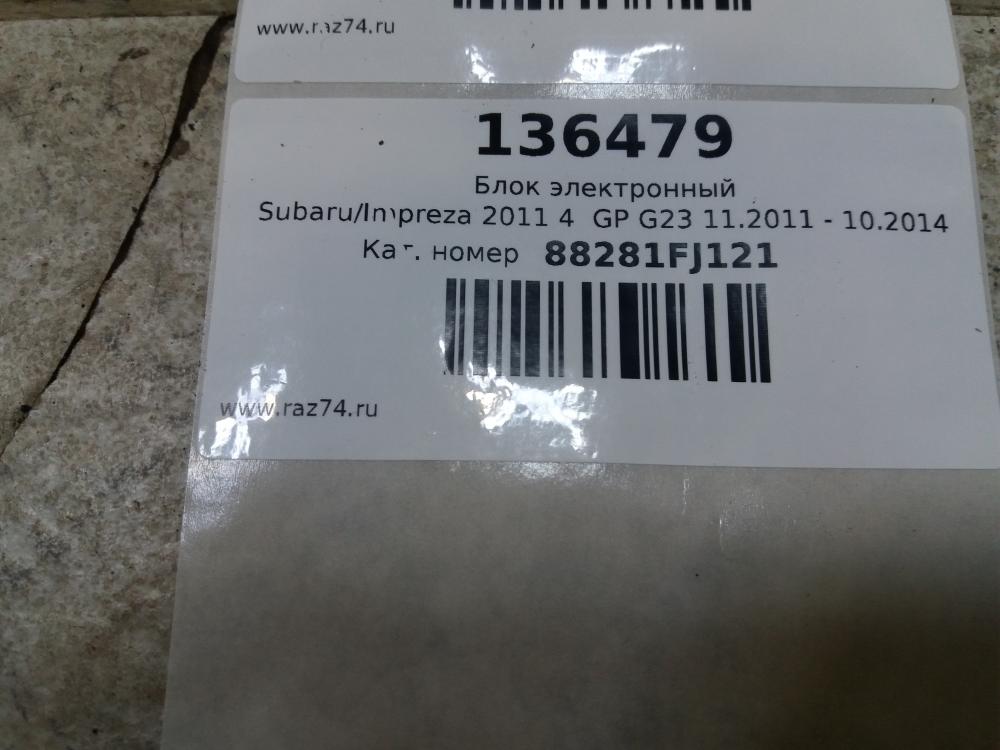 www.raz74.ru
136479
Блок электронный
Subaru/Impreza 2011 4 GP G23 11.2011 - 10.2014
Кат. номер 88281FJ121
www.raz74.ru